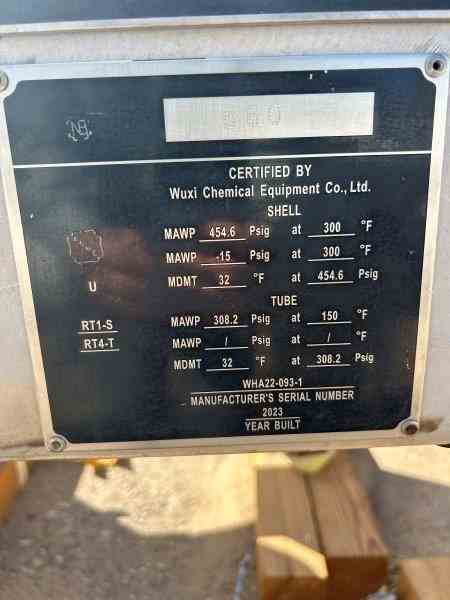 NB
CERTIFIED BY
Wuxi Chemical Equipment Co., Ltd.
SHELL
MAWP 454.6 Psig at 300 °F
MAWP -15 Psig at 300 °F
MDMT 32 °F at 454.6 Psig
U
TUBE
RT1-S
MAWP 308.2 Psig at 150 °F
RT4-T
MAWP / Psig at / °F
MDMT 32 °F at 308.2 Psig
WHA22-093-1
MANUFACTURER'S SERIAL NUMBER
2023
YEAR BUILT